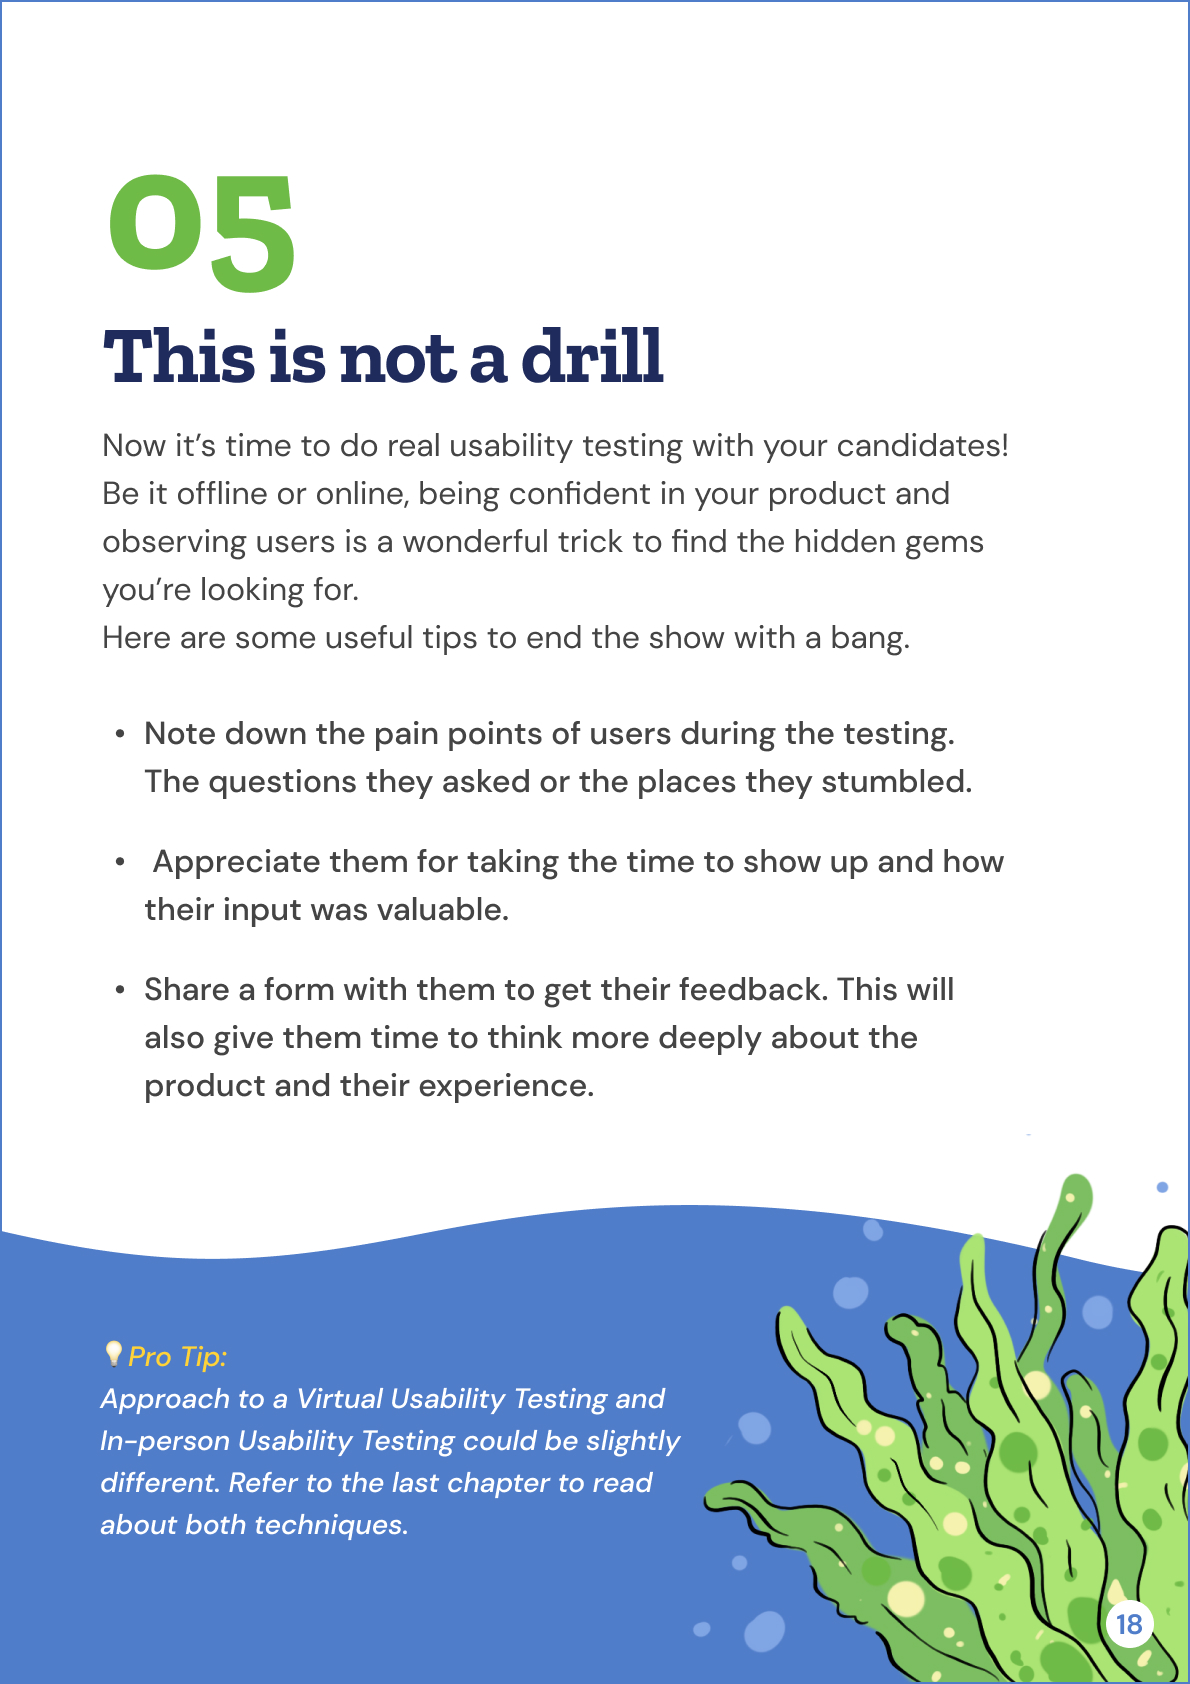 05
This is not a drill
Now it’s time to do real usability testing with your candidates!
Be it offline or online, being confident in your product and
observing users is a wonderful trick to find the hidden gems
you’re looking for.
Here are some useful tips to end the show with a bang.
• Note down the pain points of users during the testing.
The questions they asked or the places they stumbled.
• Appreciate them for taking the time to show up and how
their input was valuable.
• Share a form with them to get their feedback. This will
also give them time to think more deeply about the
product and their experience.
💡Pro Tip:
Approach to a Virtual Usability Testing and
In-person Usability Testing could be slightly
different. Refer to the last chapter to read
about both techniques.
18